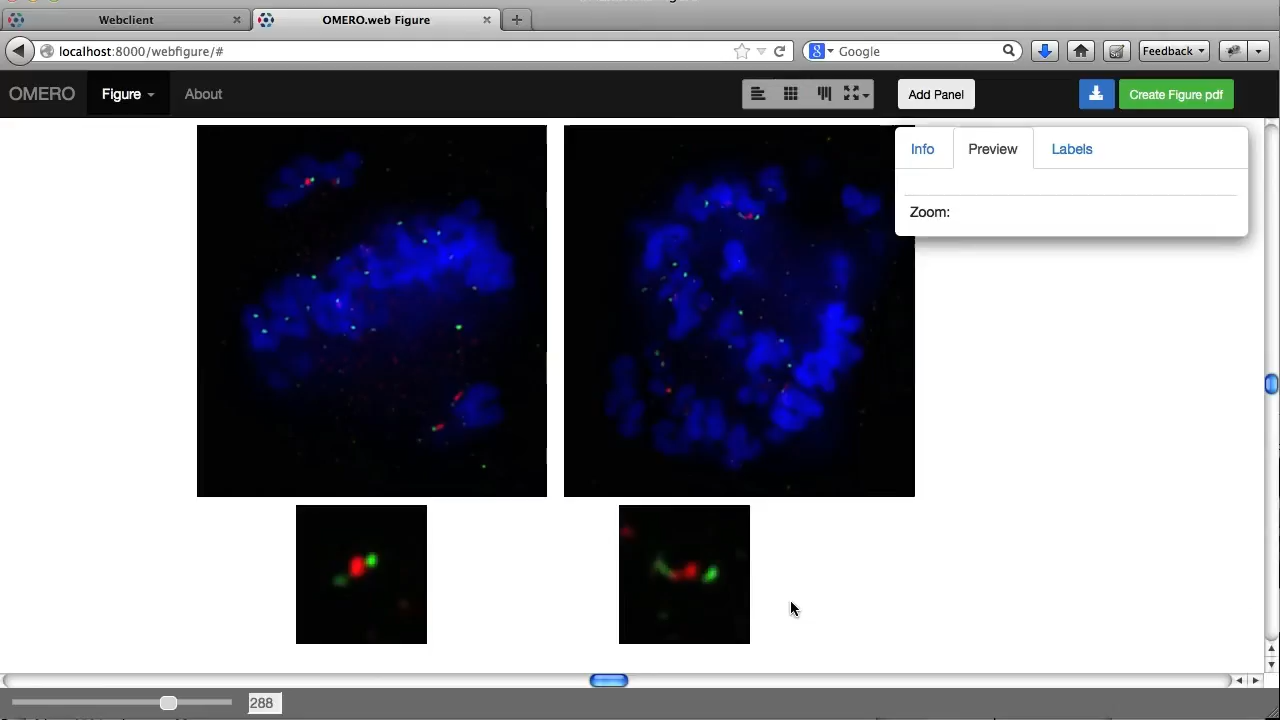 Webclient
OMERO.web Figure
localhost:8000/webfigure/#
Google
Feedback
OMERO Figure About
Add Panel
Create Figure pdf
Info Preview Labels
Zoom:
288